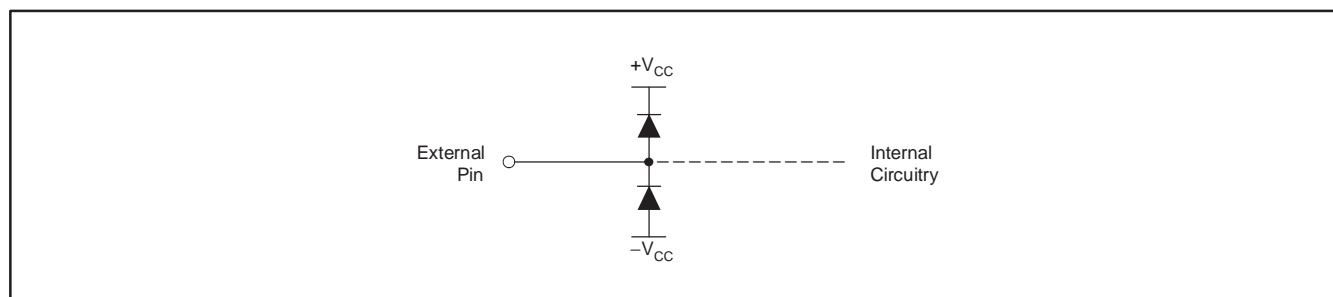 +VCC
External
Pin
Internal
Circuitry
−VCC